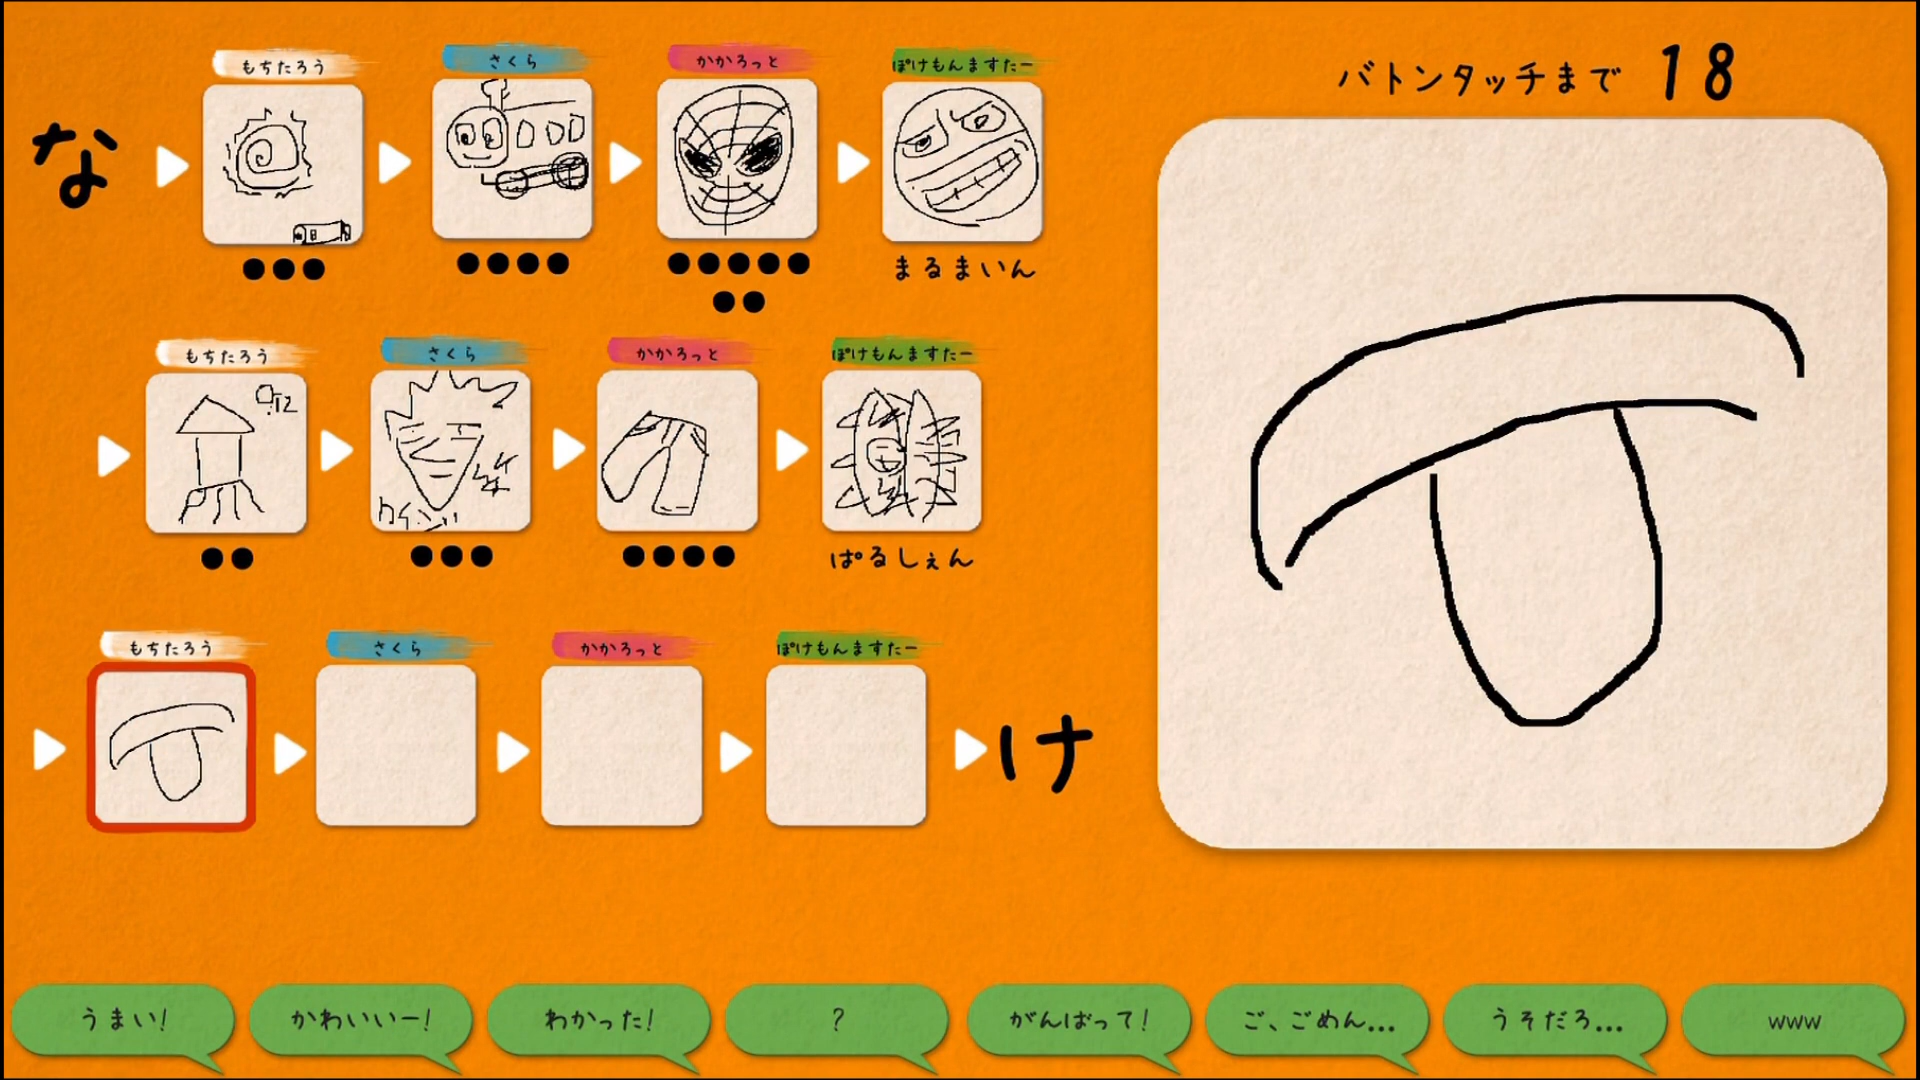 バトンタッチまで 18
もちたろう さくら かかろっと ぽけもんますたー
な
まるまいん
もちたろう さくら かかろっと ぽけもんますたー
ぱるしぇん
もちたろう さくら かかろっと ぽけもんますたー
け
うまい! かわいいー! わかった! ? がんばって! ご、ごめん... うそだろ... www